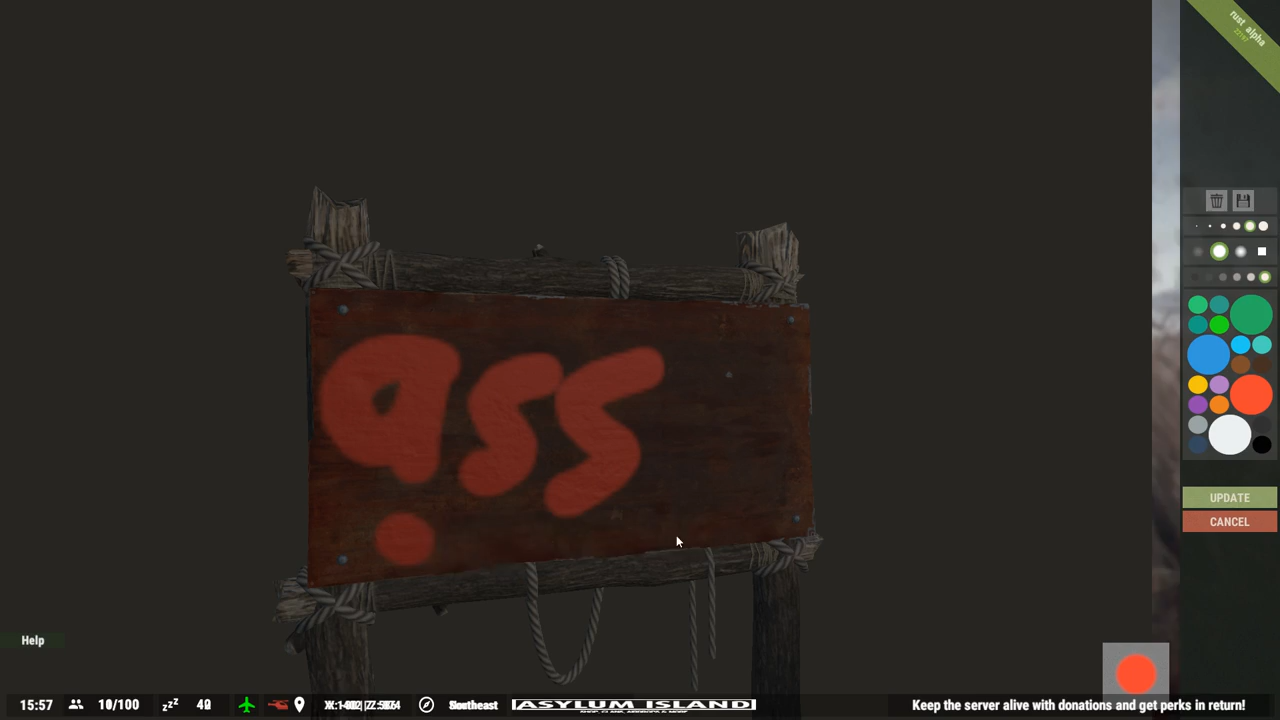 rust alpha
ass
UPDATE
CANCEL
Help
15:57 10/100 zzz Southeast ASYLUM ISLAND Keep the server alive with donations and get perks in return!